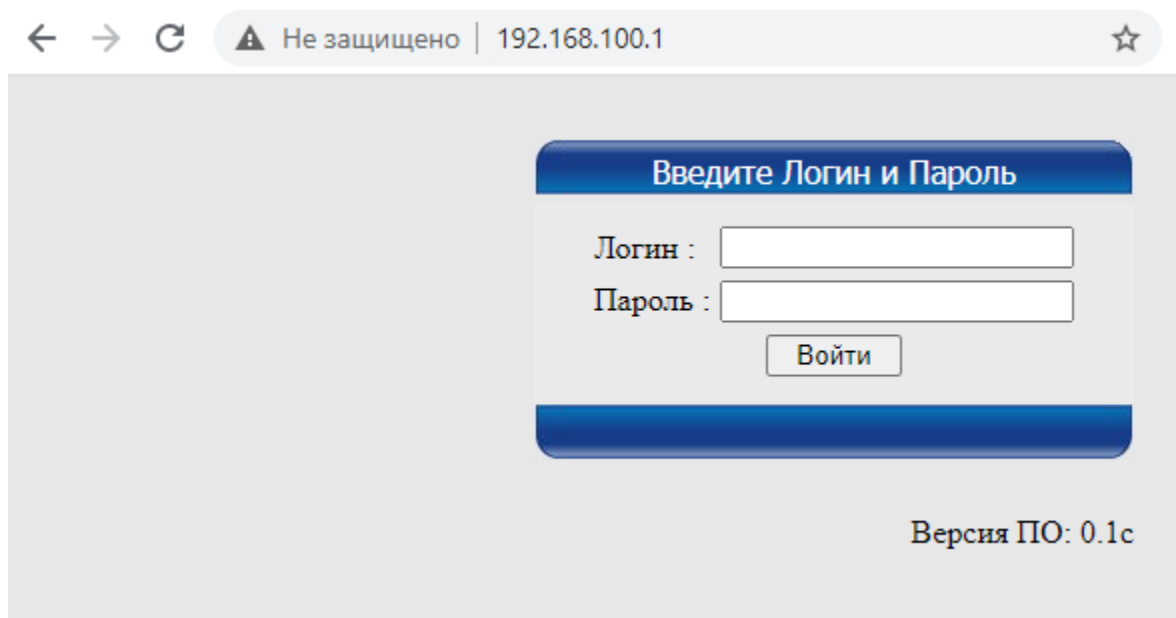 Не защищено | 192.168.100.1
Введите Логин и Пароль
Логин :
Пароль :
Войти
Версия ПО: 0.1c